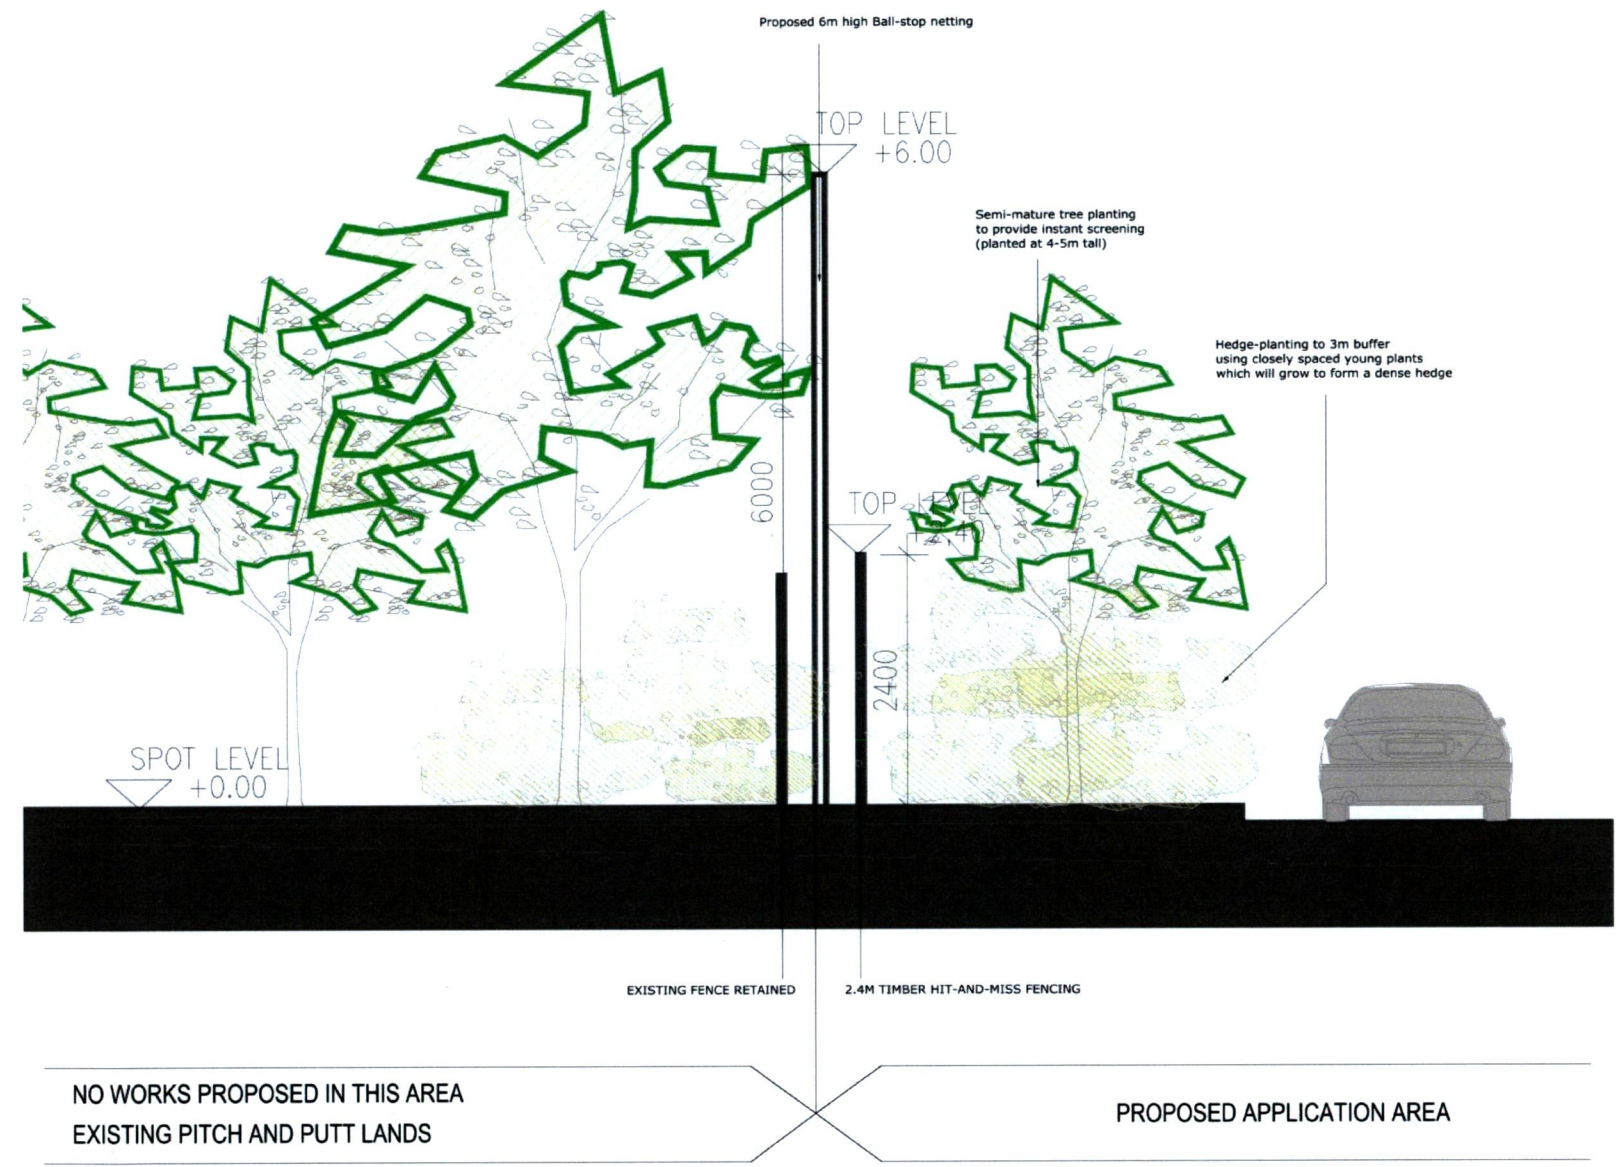 Proposed 6m high Ball-stop netting
TOP LEVEL
+6.00
Semi-mature tree planting
to provide instant screening
(planted at 4-5m tall)
Hedge-planting to 3m buffer
using closely spaced young plants
which will grow to form a dense hedge
6000
TOP LEVEL
+2.40
2400
SPOT LEVEL
+0.00
EXISTING FENCE RETAINED
2.4M TIMBER HIT-AND-MISS FENCING
NO WORKS PROPOSED IN THIS AREA
EXISTING PITCH AND PUTT LANDS
PROPOSED APPLICATION AREA